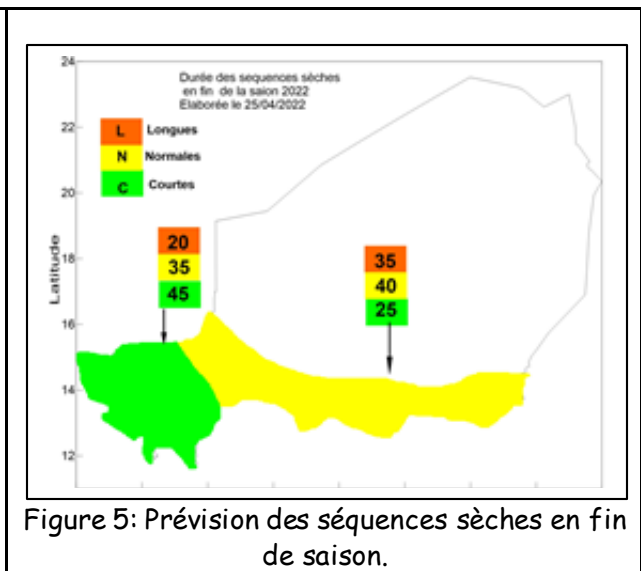 Durée des sequences sèches
en fin de la saion 2022
Elaborée le 25/04/2022
L Longues
N Normales
C Courtes
Latitude
24
22
20
18
16
14
12
20
35
45
35
40
25
Figure 5: Prévision des séquences sèches en fin
de saison.